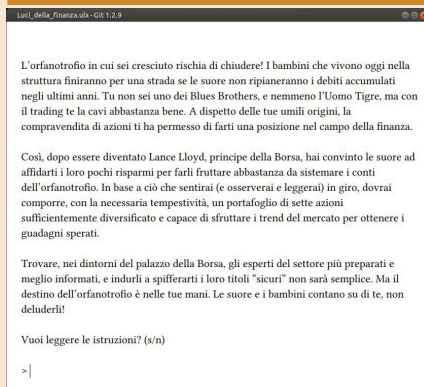 Luci_della_finanza.ulx - Git 1.2.9
L'orfanotrofio in cui sei cresciuto rischia di chiudere! I bambini che vivono oggi nella
struttura finiranno per una strada se le suore non ripianeranno i debiti accumulati
negli ultimi anni. Tu non sei uno dei Blues Brothers, e nemmeno l'Uomo Tigre, ma con
il trading te la cavi abbastanza bene. A dispetto delle tue umili origini, la
compravendita di azioni ti ha permesso di farti una posizione nel campo della finanza.
Così, dopo essere diventato Lance Lloyd, principe della Borsa, hai convinto le suore ad
affidarti i loro pochi risparmi per farli fruttare abbastanza da sistemare i conti
dell'orfanotrofio. In base a ciò che sentirai (e osserverai e leggerai) in giro, dovrai
comporre, con la necessaria tempestività, un portafoglio di sette azioni
sufficientemente diversificato e capace di sfruttare i trend del mercato per ottenere i
guadagni sperati.
Trovare, nei dintorni del palazzo della Borsa, gli esperti del settore più preparati e
meglio informati, e indurli a spifferarti i loro titoli "sicuri" non sarà semplice. Ma il
destino dell'orfanotrofio è nelle tue mani. Le suore e i bambini contano su di te, non
deluderli!
Vuoi leggere le istruzioni? (s/n)
>